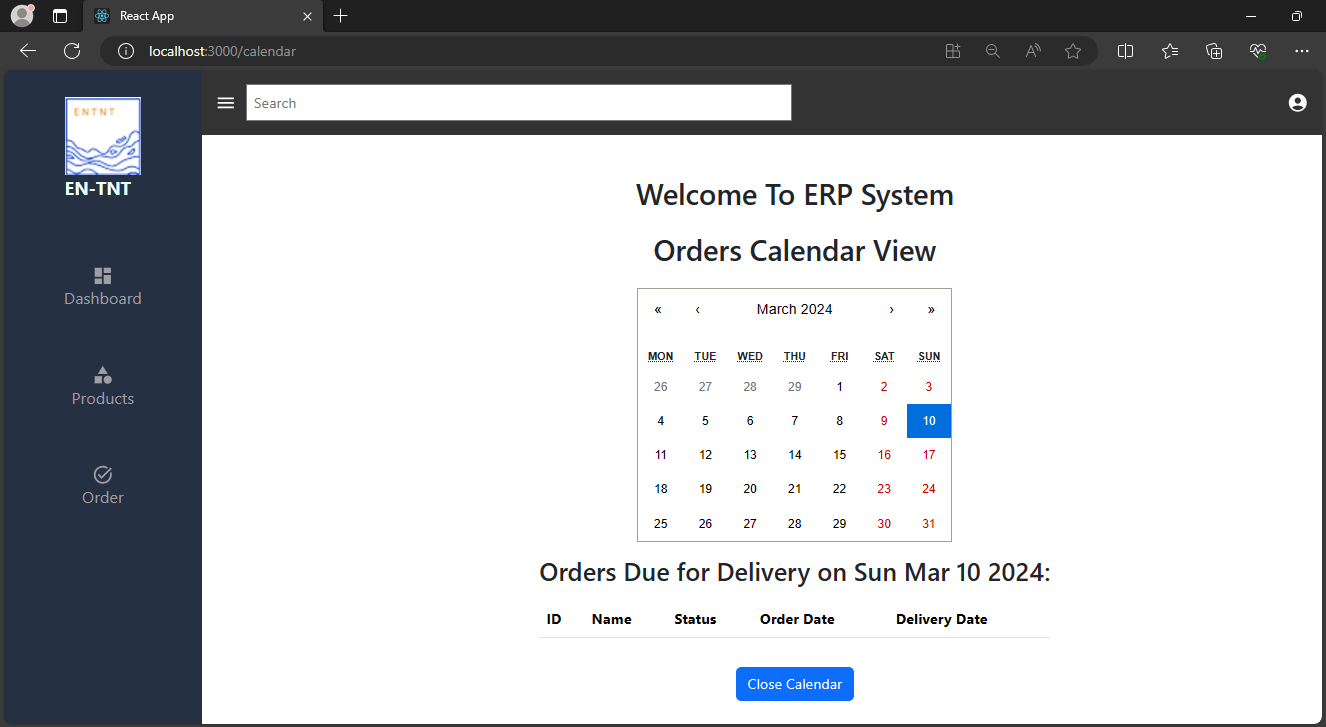 React App
localhost:3000/calendar
ENTNT
EN-TNT
Search
Dashboard
Products
Order
Welcome To ERP System
Orders Calendar View
« ‹ March 2024 › »
MON TUE WED THU FRI SAT SUN
26 27 28 29 1 2 3
4 5 6 7 8 9 10
11 12 13 14 15 16 17
18 19 20 21 22 23 24
25 26 27 28 29 30 31
Orders Due for Delivery on Sun Mar 10 2024:
ID Name Status Order Date Delivery Date
Close Calendar